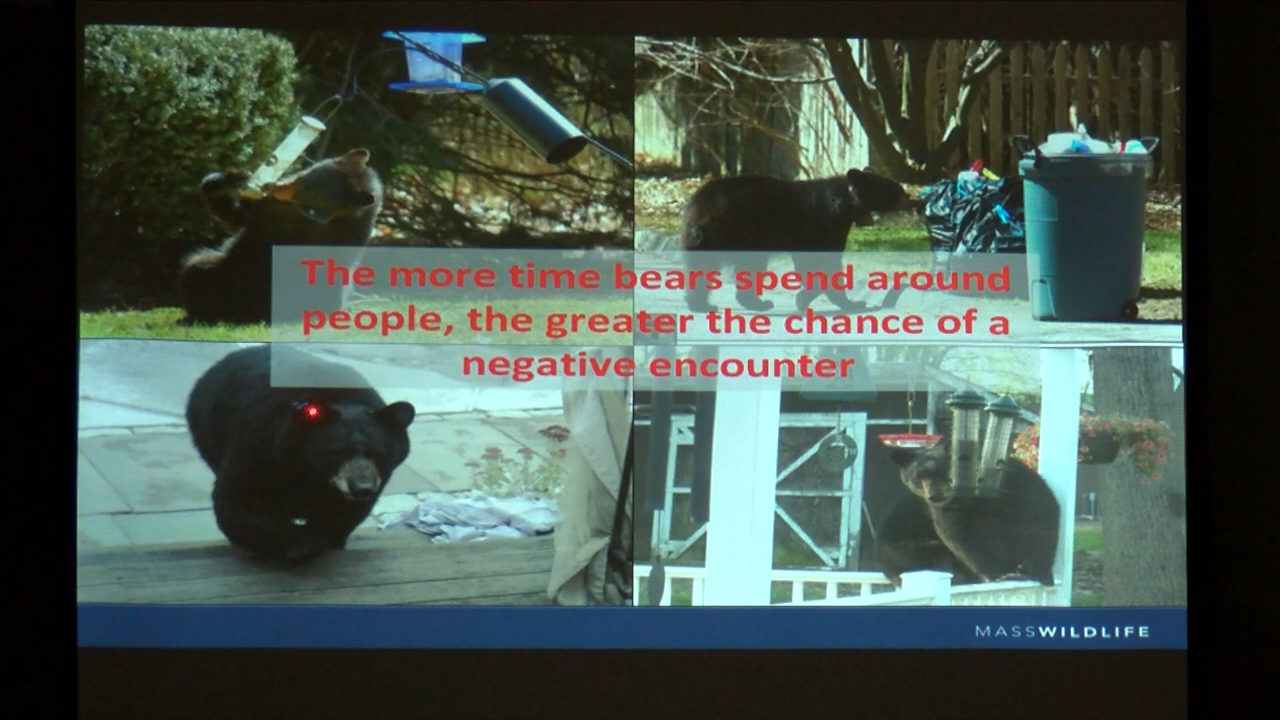 The more time bears spend around
people, the greater the chance of a
negative encounter
MASSWILDLIFE